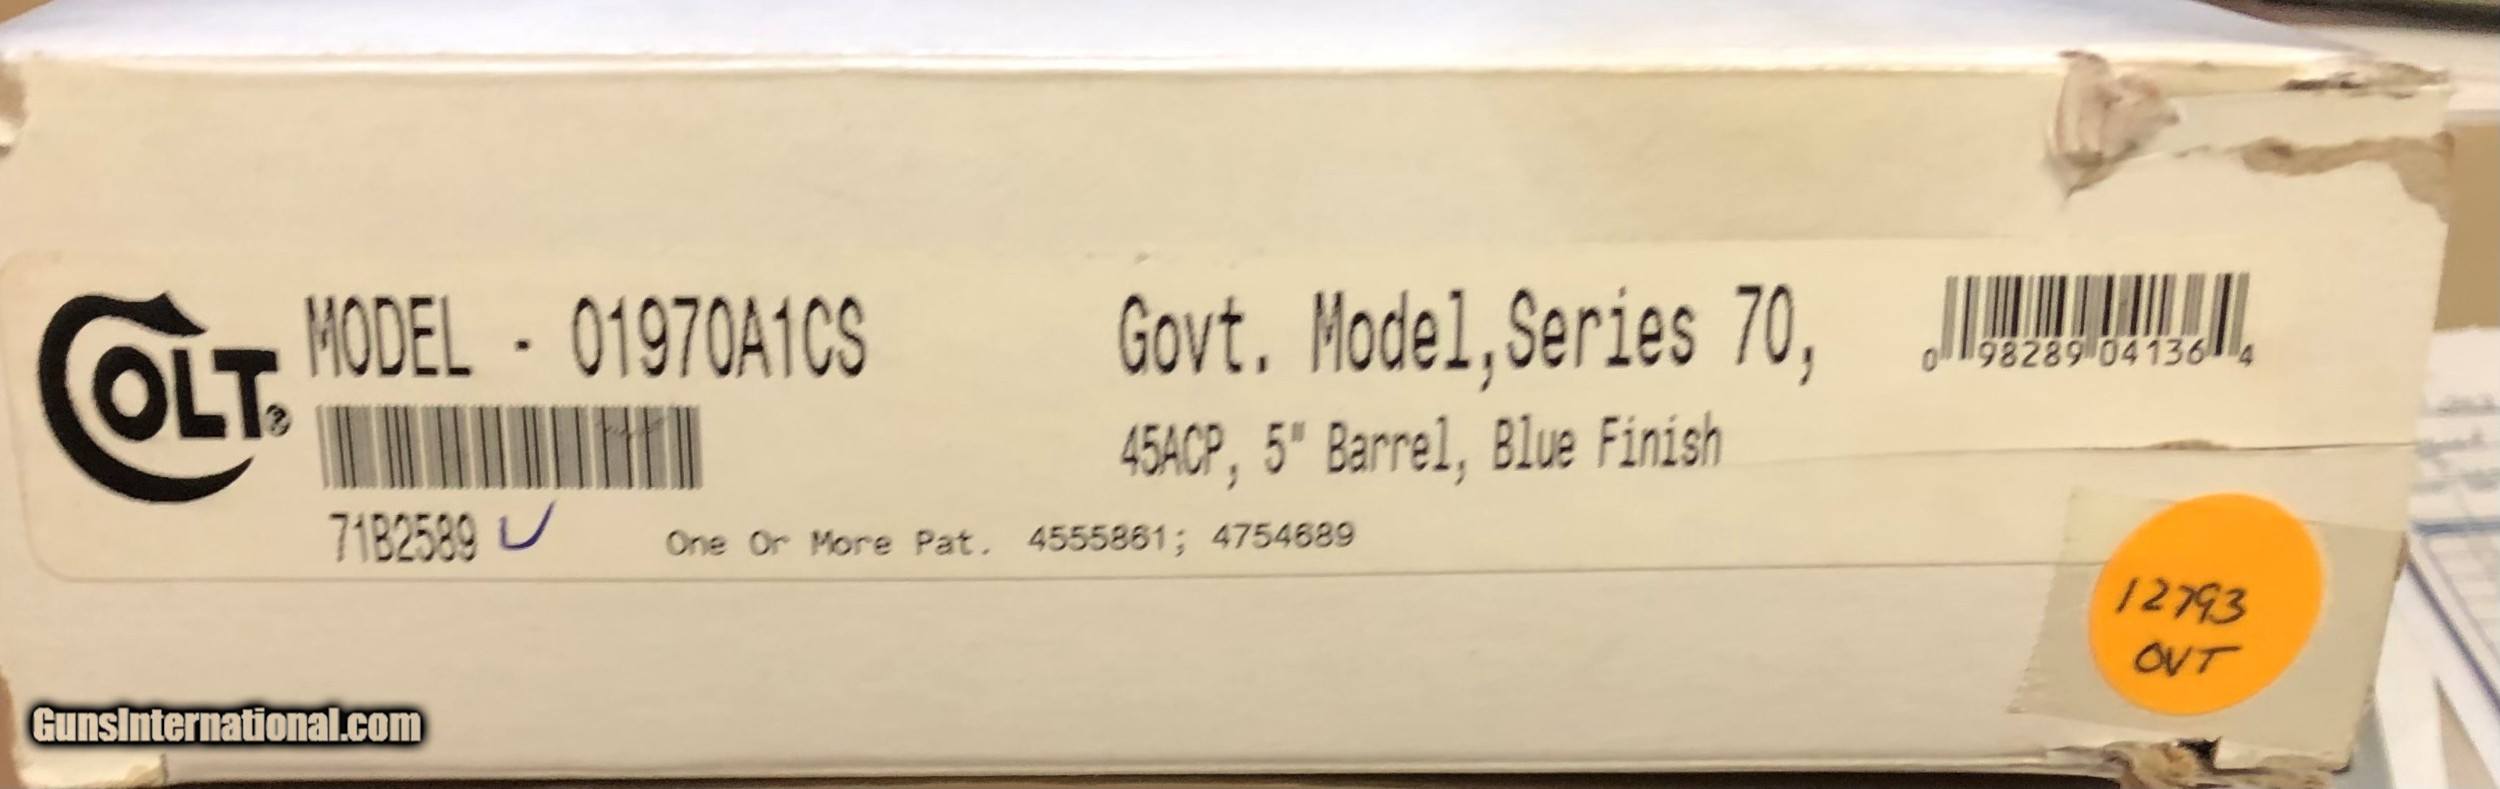 COLT® MODEL - 01970A1CS
71B2589
One Or More Pat. 4555861; 4754689
Govt. Model,Series 70,
45ACP, 5" Barrel, Blue Finish
0 98289 04136 4
12793
OVT
GunsInternational.com